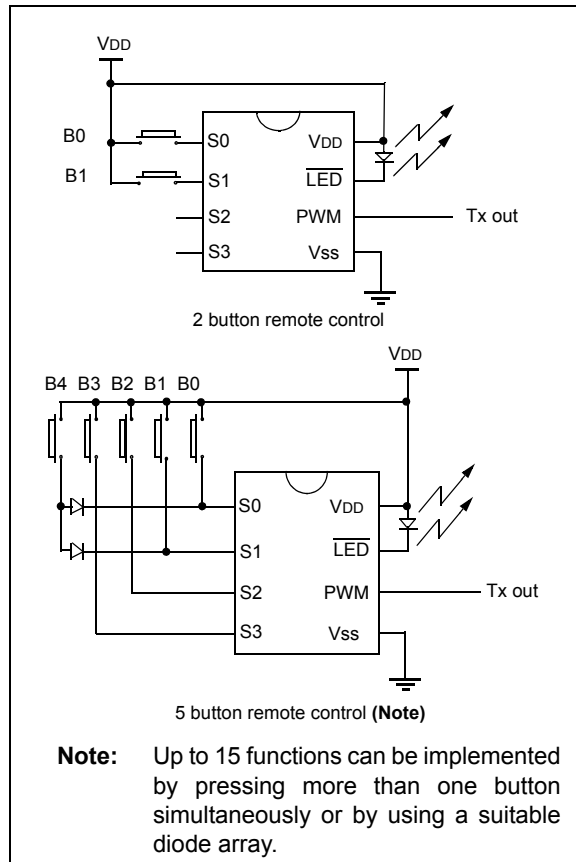 VDD
B0
B1
S0
S1
S2
S3
VDD
LED
PWM
Vss
Tx out
2 button remote control
VDD
B4 B3 B2 B1 B0
S0
S1
S2
S3
VDD
LED
PWM
Vss
Tx out
5 button remote control (Note)
Note: Up to 15 functions can be implemented
by pressing more than one button
simultaneously or by using a suitable
diode array.